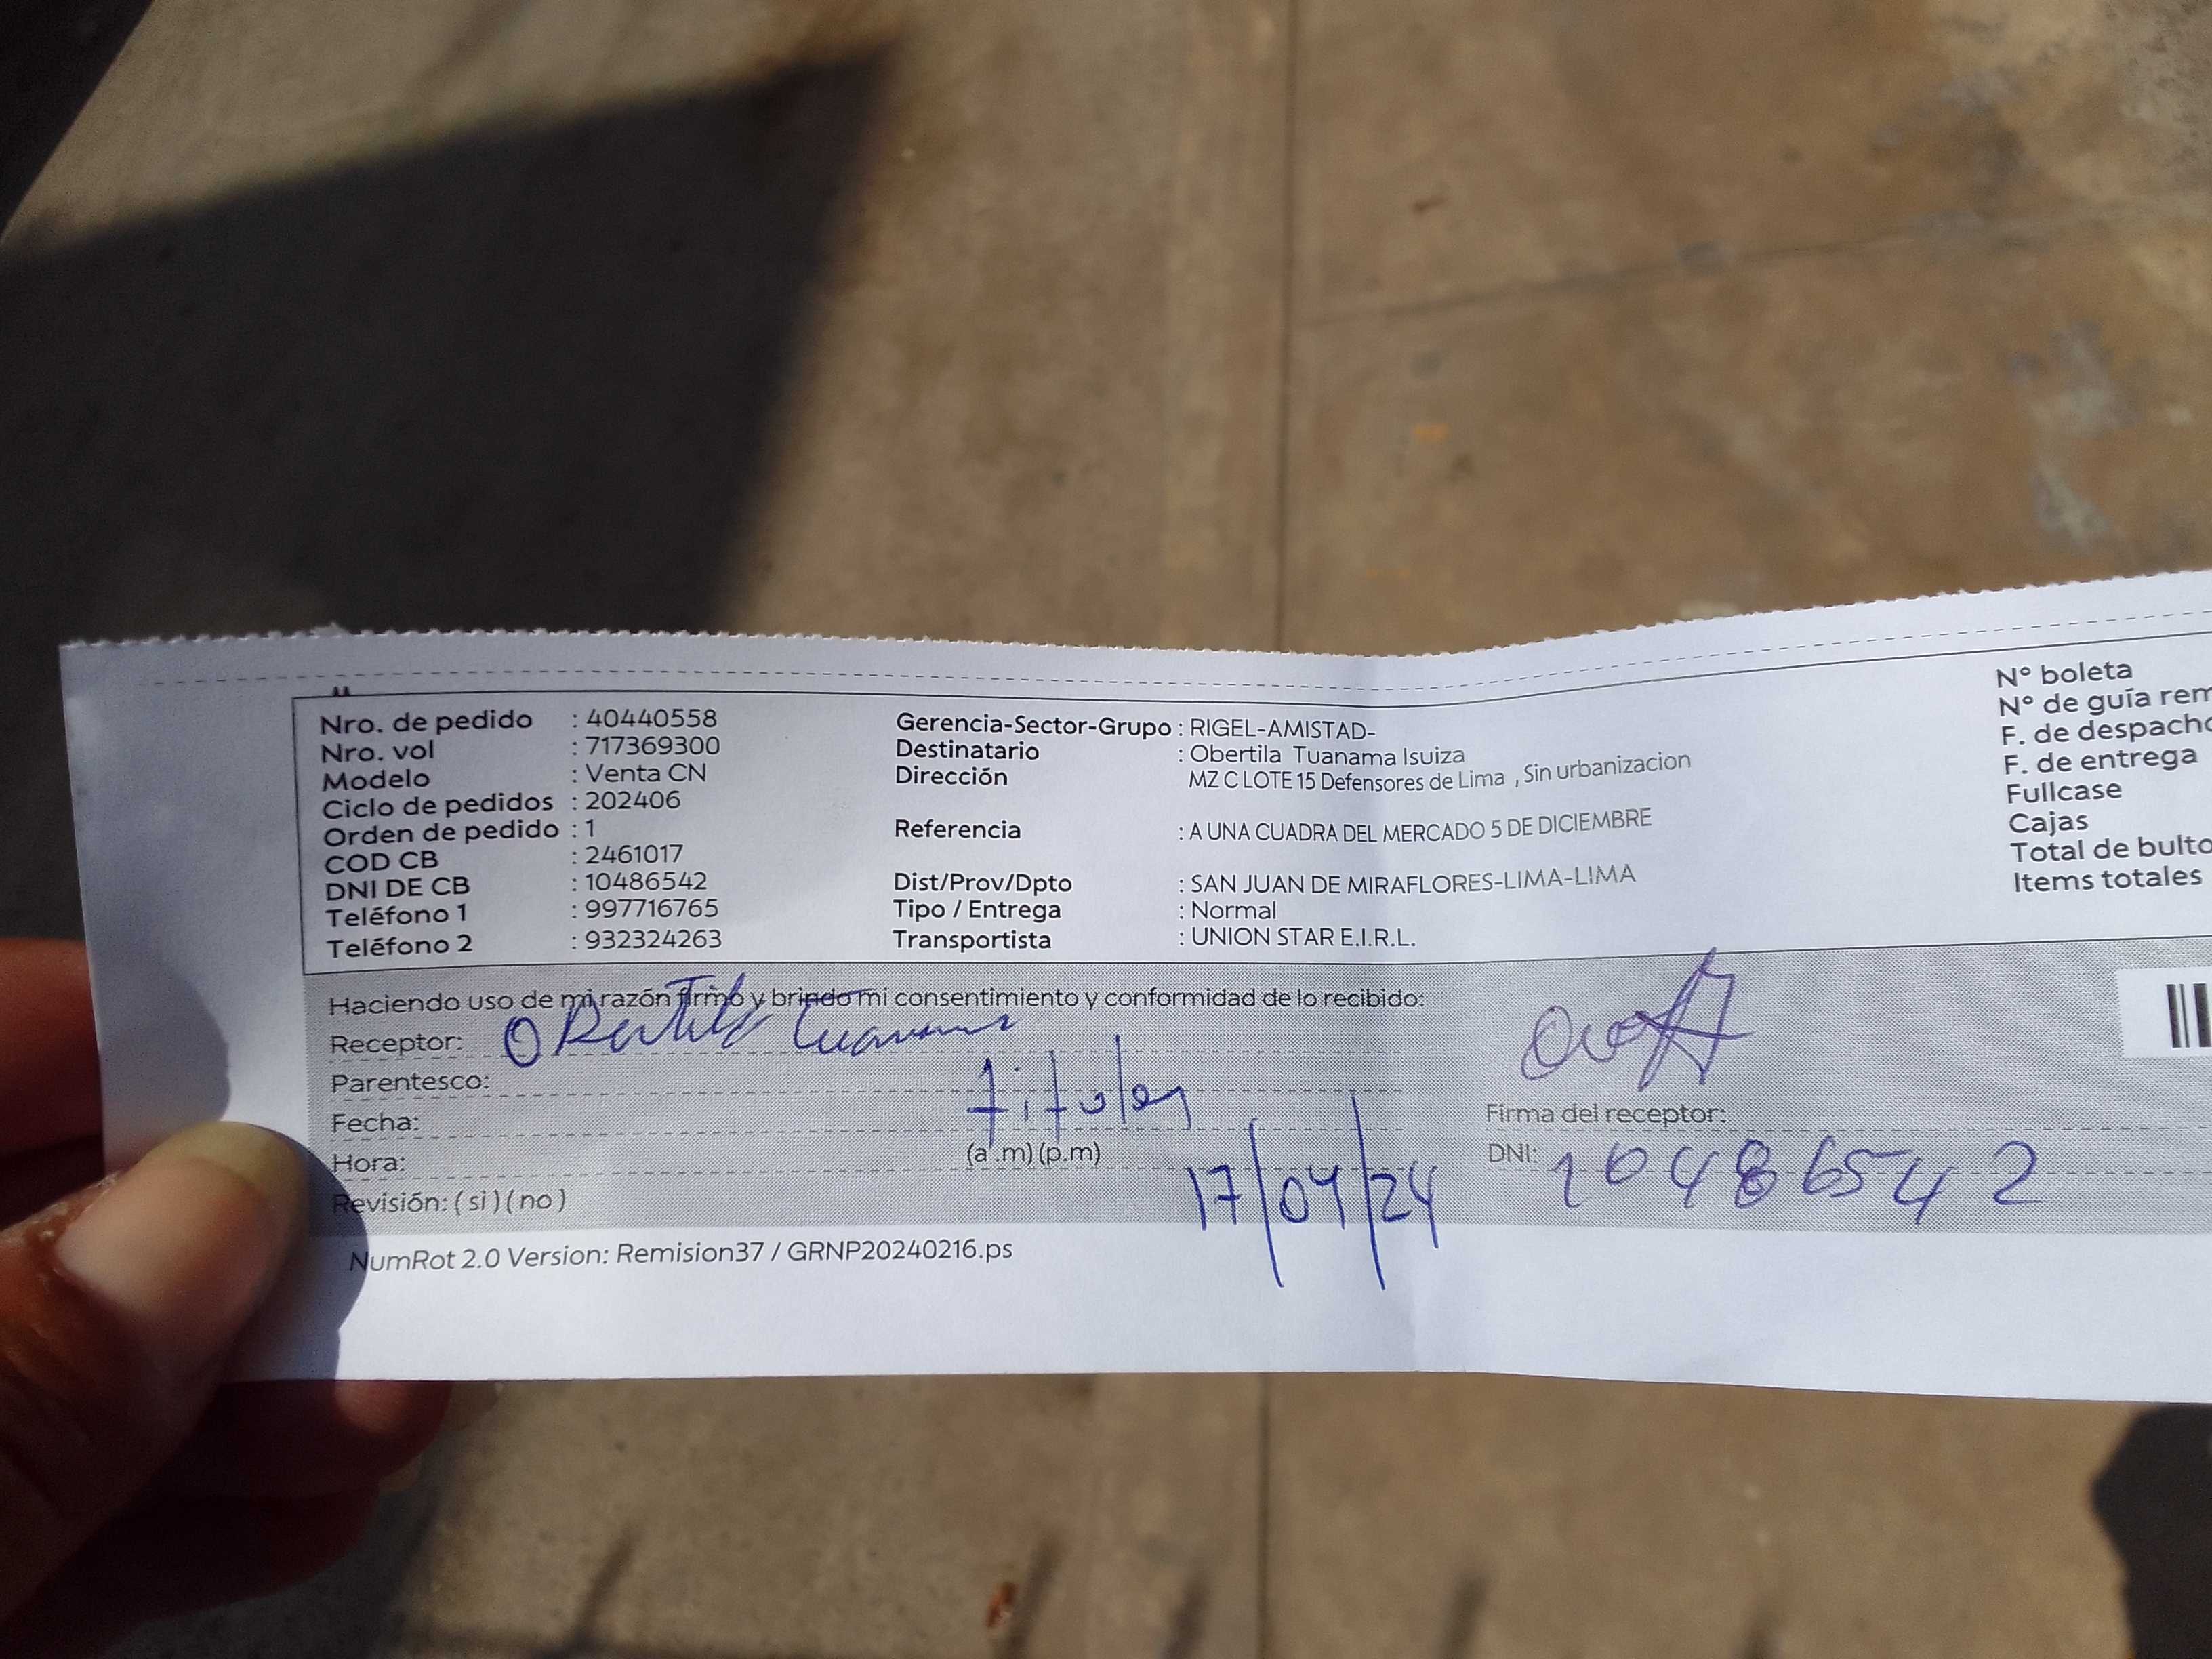 Nro. de pedido : 40440558
Nro. vol : 717369300
Modelo : Venta CN
Ciclo de pedidos : 202406
Orden de pedido : 1
COD CB : 2461017
DNI DE CB : 10486542
Teléfono 1 : 997716765
Teléfono 2 : 932324263
Gerencia-Sector-Grupo : RIGEL-AMISTAD-
Destinatario : Obertila Tuanama Isuiza
Dirección MZ C LOTE 15 Defensores de Lima , Sin urbanizacion
Referencia : A UNA CUADRA DEL MERCADO 5 DE DICIEMBRE
Dist/Prov/Dpto : SAN JUAN DE MIRAFLORES-LIMA-LIMA
Tipo / Entrega : Normal
Transportista : UNION STAR E.I.R.L.
Nº boleta
Nº de guía rem
F. de despacho
F. de entrega
Fullcase
Cajas
Total de bulto
Items totales
Haciendo uso de mi razón firmo y brindo mi consentimiento y conformidad de lo recibido:
Receptor: Obertila Tuanama
Parentesco: titular
Fecha: 17/04/24
Hora: (a.m) (p.m)
Revisión: ( si ) ( no )
Firma del receptor:
DNI: 10486542
NumRot 2.0 Version: Remision37 / GRNP20240216.ps